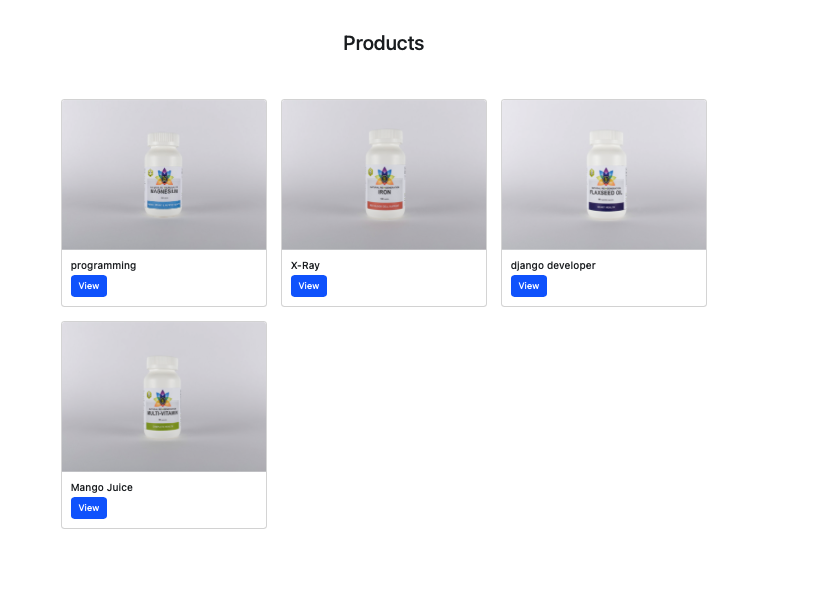 Products
MAGNESIUM
IRON
FLAXSEED OIL
programming
X-Ray
django developer
View
View
View
MULTI-VITAMIN
Mango Juice
View